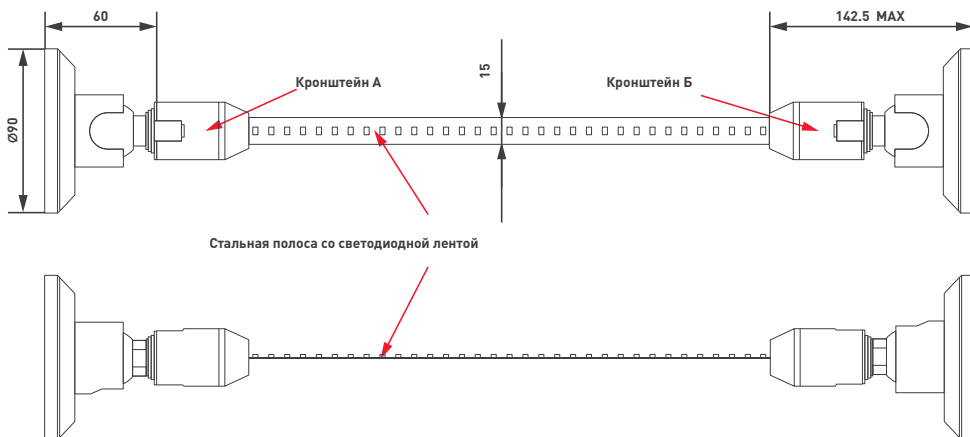 60
142.5 MAX
Кронштейн А
15
Кронштейн Б
Ø90
Стальная полоса со светодиодной лентой